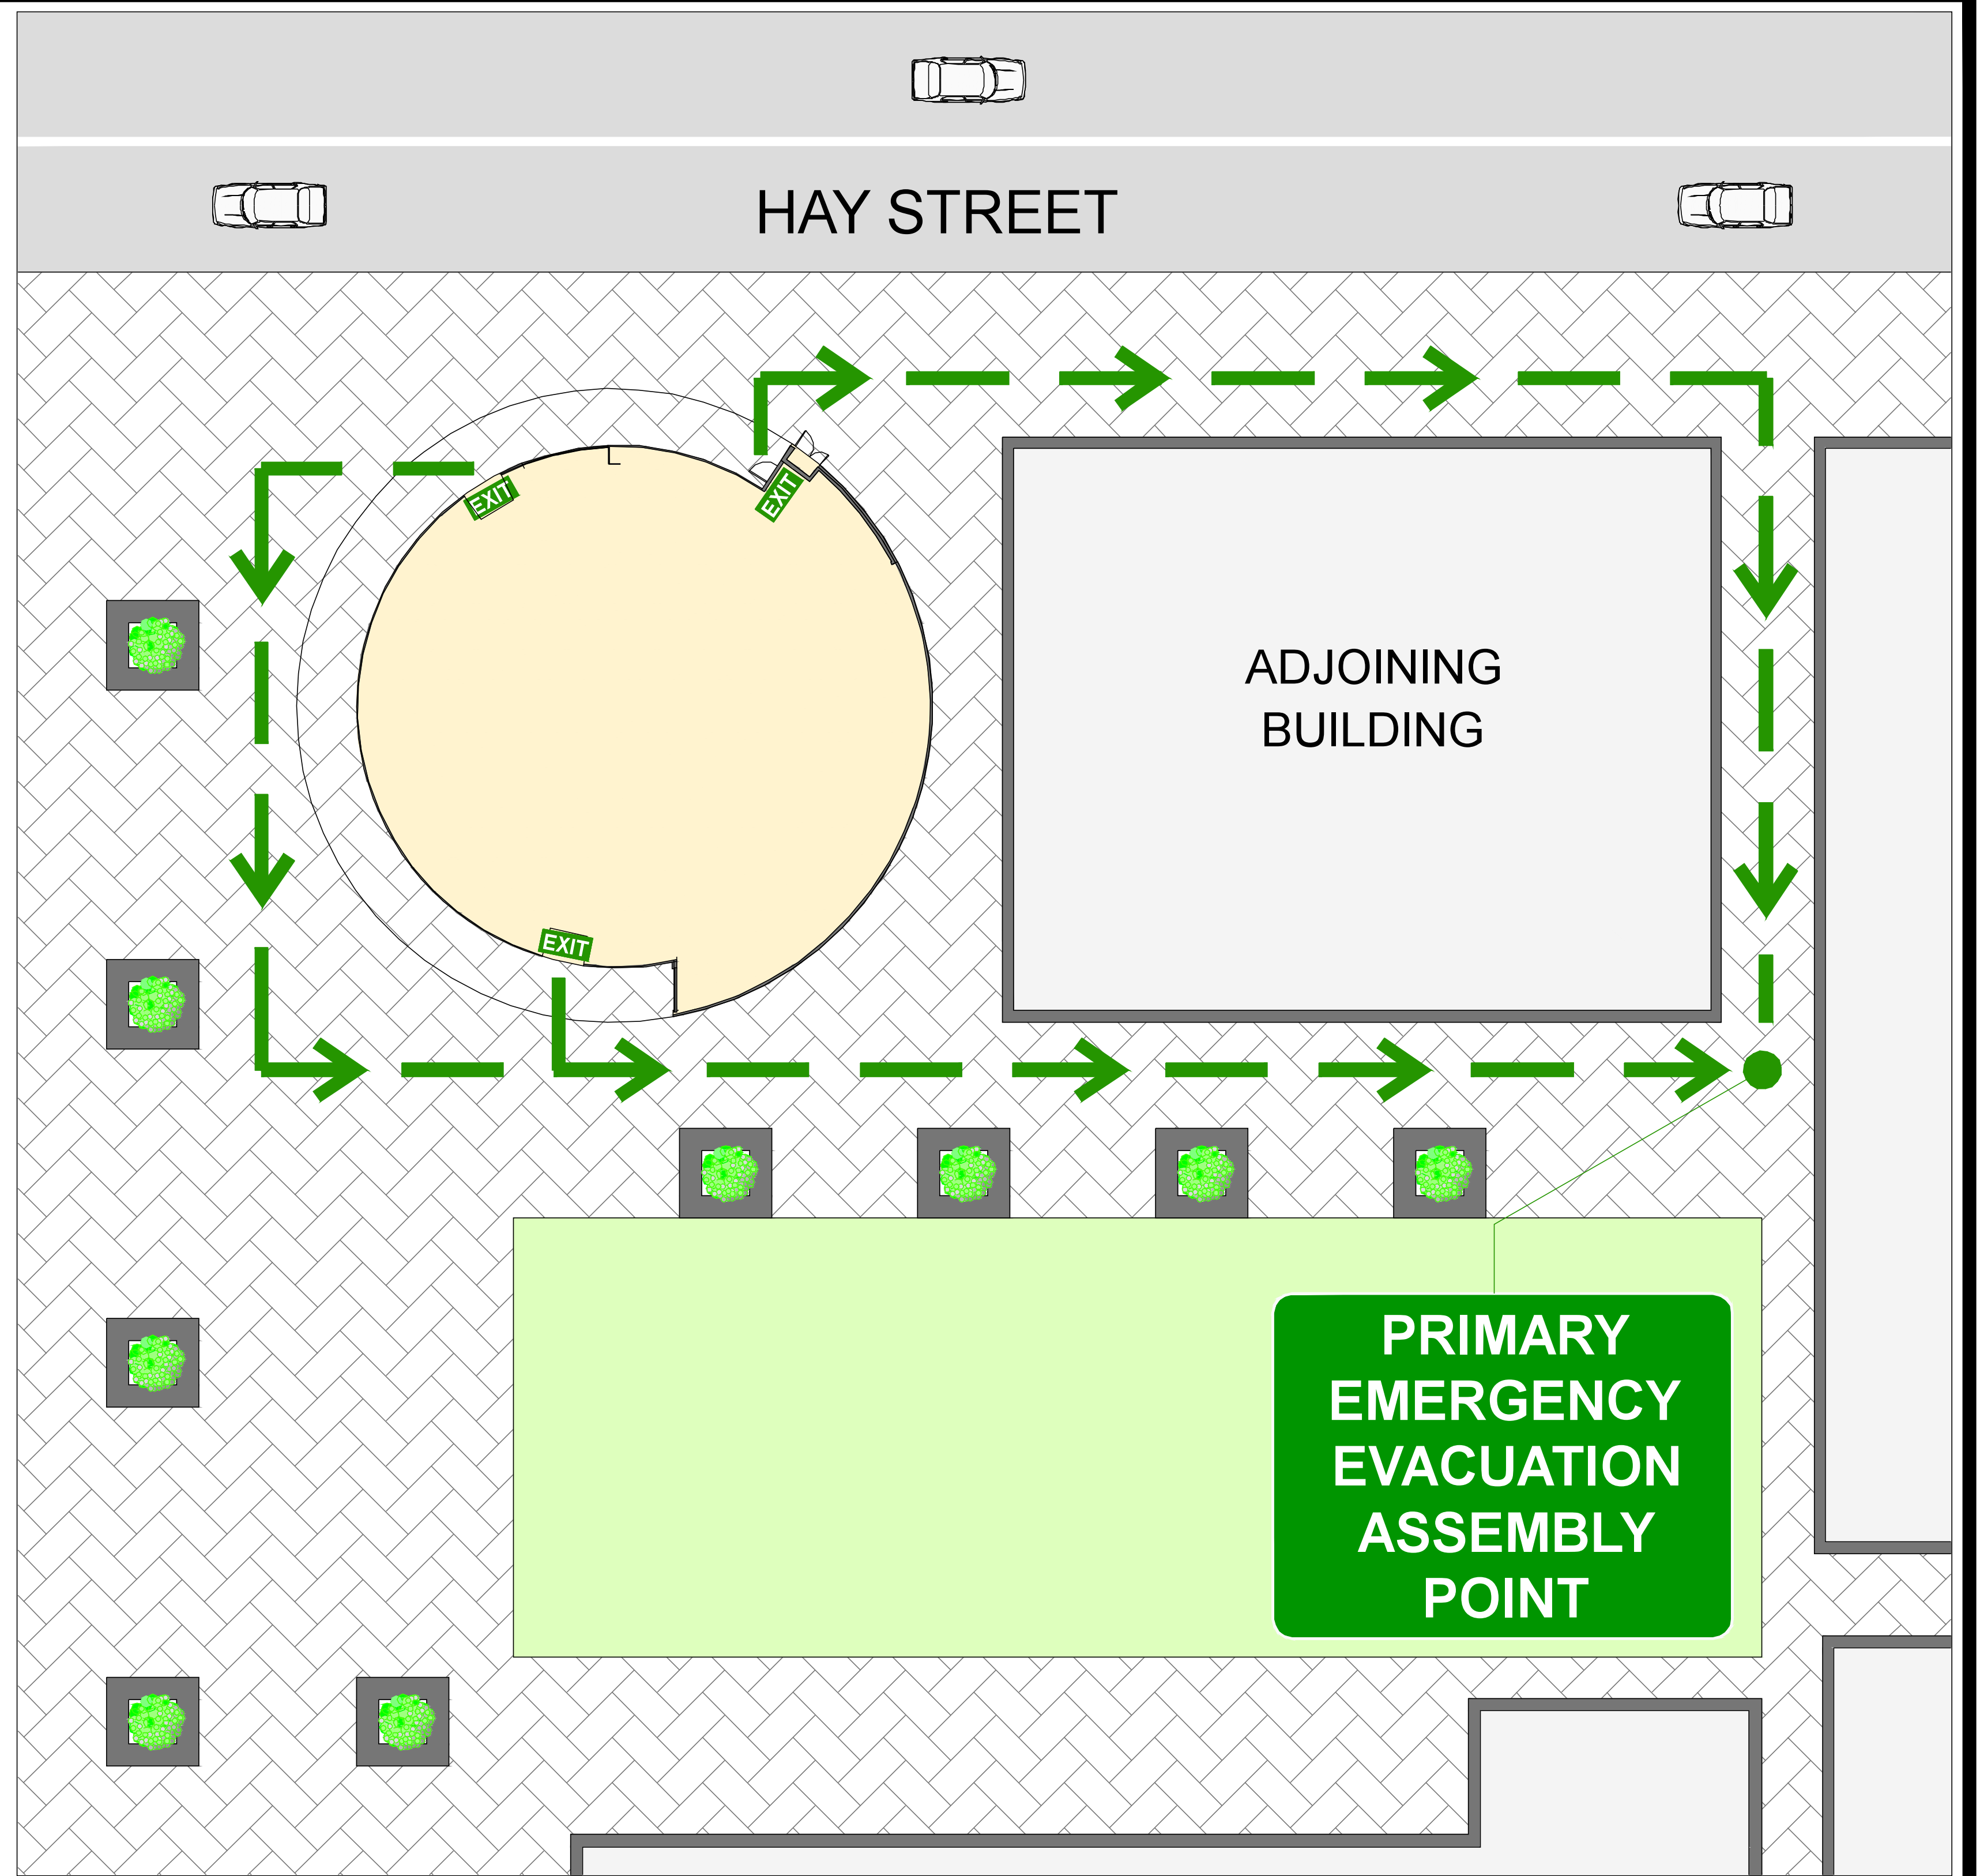 HAY STREET
EXIT
EXIT
ADJOINING
BUILDING
EXIT
PRIMARY
EMERGENCY
EVACUATION
ASSEMBLY
POINT